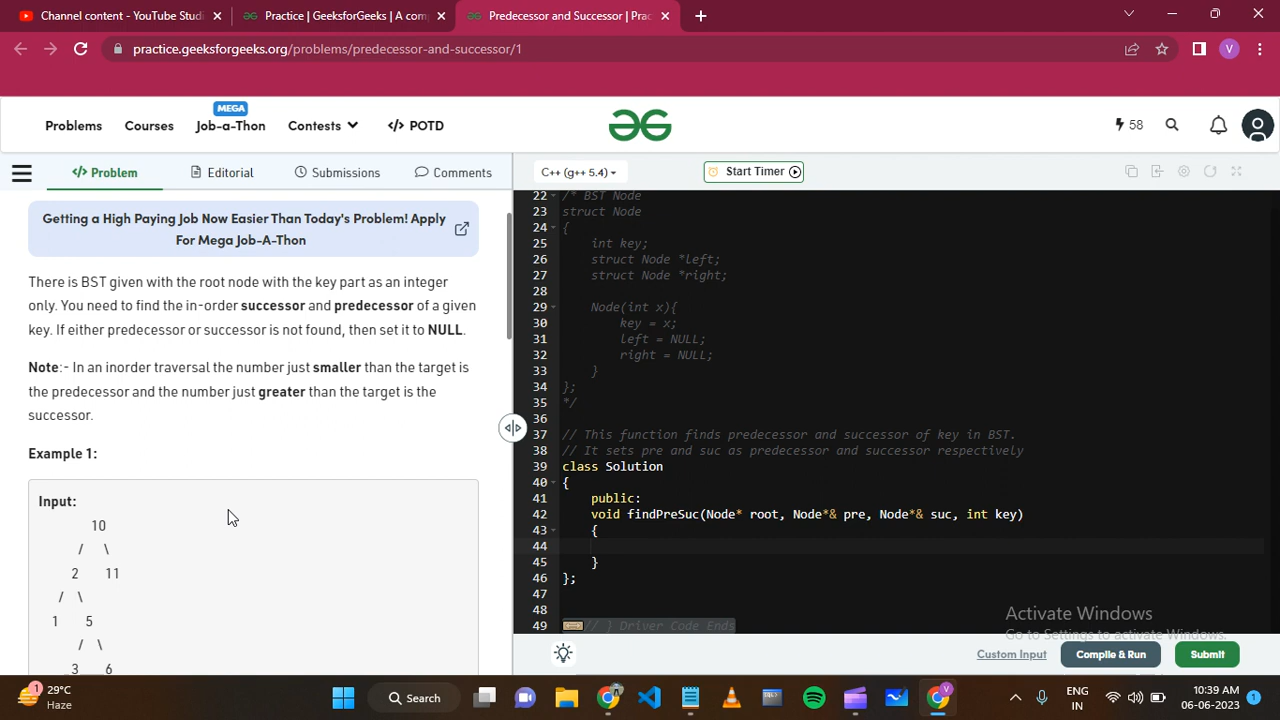 Channel content - YouTube Studi
Practice | GeeksforGeeks | A com
Predecessor and Successor | Prac
practice.geeksforgeeks.org/problems/predecessor-and-successor/1
V
MEGA
Problems
Courses
Job-a-Thon
Contests
</> POTD
58
</> Problem
Editorial
Submissions
Comments
C++ (g++ 5.4)
Start Timer
Getting a High Paying Job Now Easier Than Today's Problem! Apply
For Mega Job-A-Thon
There is BST given with the root node with the key part as an integer
only. You need to find the in-order successor and predecessor of a given
key. If either predecessor or successor is not found, then set it to NULL.
Note:- In an inorder traversal the number just smaller than the target is
the predecessor and the number just greater than the target is the
successor.
Example 1:
Input:
10
/ \
2 11
/ \
1 5
/ \
3 6
22 /* BST Node
23 struct Node
24 {
25 int key;
26 struct Node *left;
27 struct Node *right;
28
29 Node(int x){
30 key = x;
31 left = NULL;
32 right = NULL;
33 }
34 };
35 */
36
37 // This function finds predecessor and successor of key in BST.
38 // It sets pre and suc as predecessor and successor respectively
39 class Solution
40 {
41 public:
42 void findPreSuc(Node* root, Node*& pre, Node*& suc, int key)
43 {
44
45 }
46 };
47
48
49 // } Driver Code Ends
Activate Windows
Go to Settings to activate Windows.
Custom Input
Compile & Run
Submit
1
29°C
Haze
Search
ENG
IN
10:39 AM
06-06-2023
1